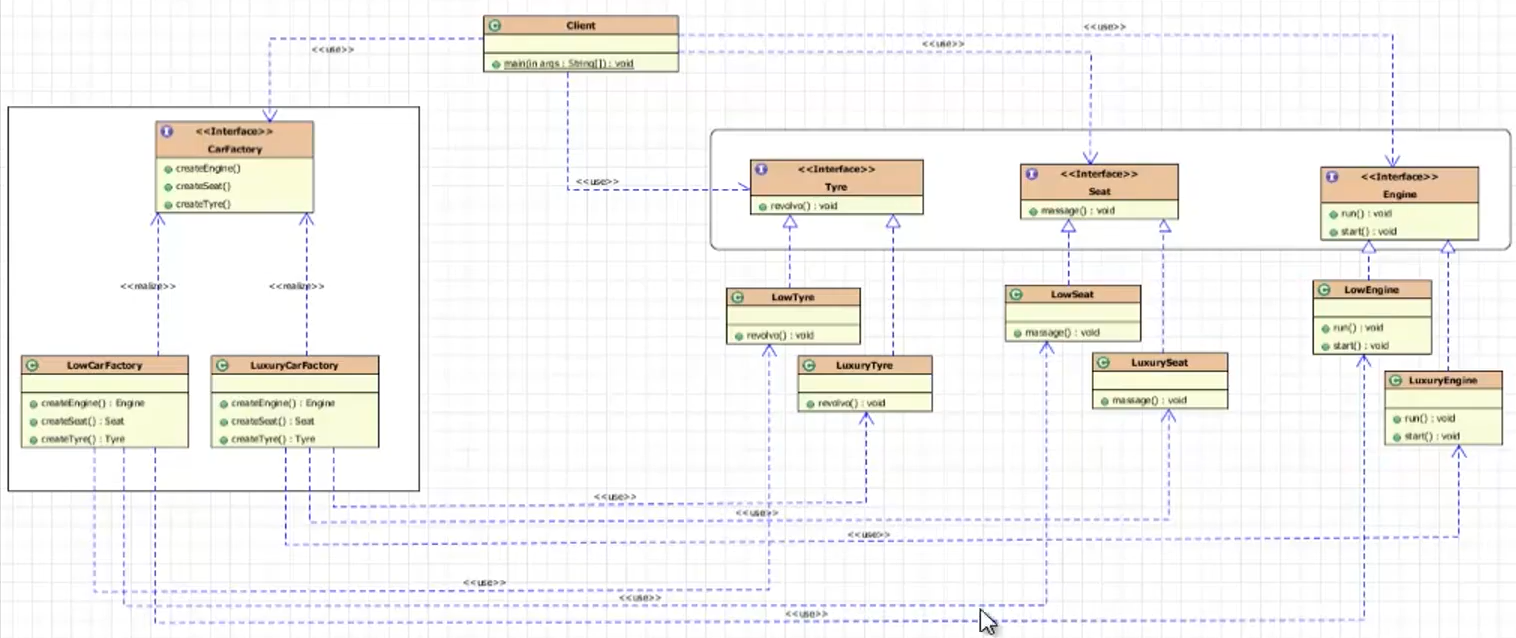 Client
main(in args : String[]) : void
<<use>>
<<use>>
<<use>>
<<use>>
<<Interface>>
CarFactory
createEngine()
createSeat()
createTyre()
<<Interface>>
Tyre
revolvo() : void
<<Interface>>
Seat
massage() : void
<<Interface>>
Engine
run() : void
start() : void
<<realize>>
<<realize>>
LowTyre
revolvo() : void
LowSeat
massage() : void
LowEngine
run() : void
start() : void
LowCarFactory
createEngine() : Engine
createSeat() : Seat
createTyre() : Tyre
LuxuryCarFactory
createEngine() : Engine
createSeat() : Seat
createTyre() : Tyre
LuxuryTyre
revolvo() : void
LuxurySeat
massage() : void
LuxuryEngine
run() : void
start() : void
<<use>>
<<use>>
<<use>>
<<use>>
<<use>>
<<use>>